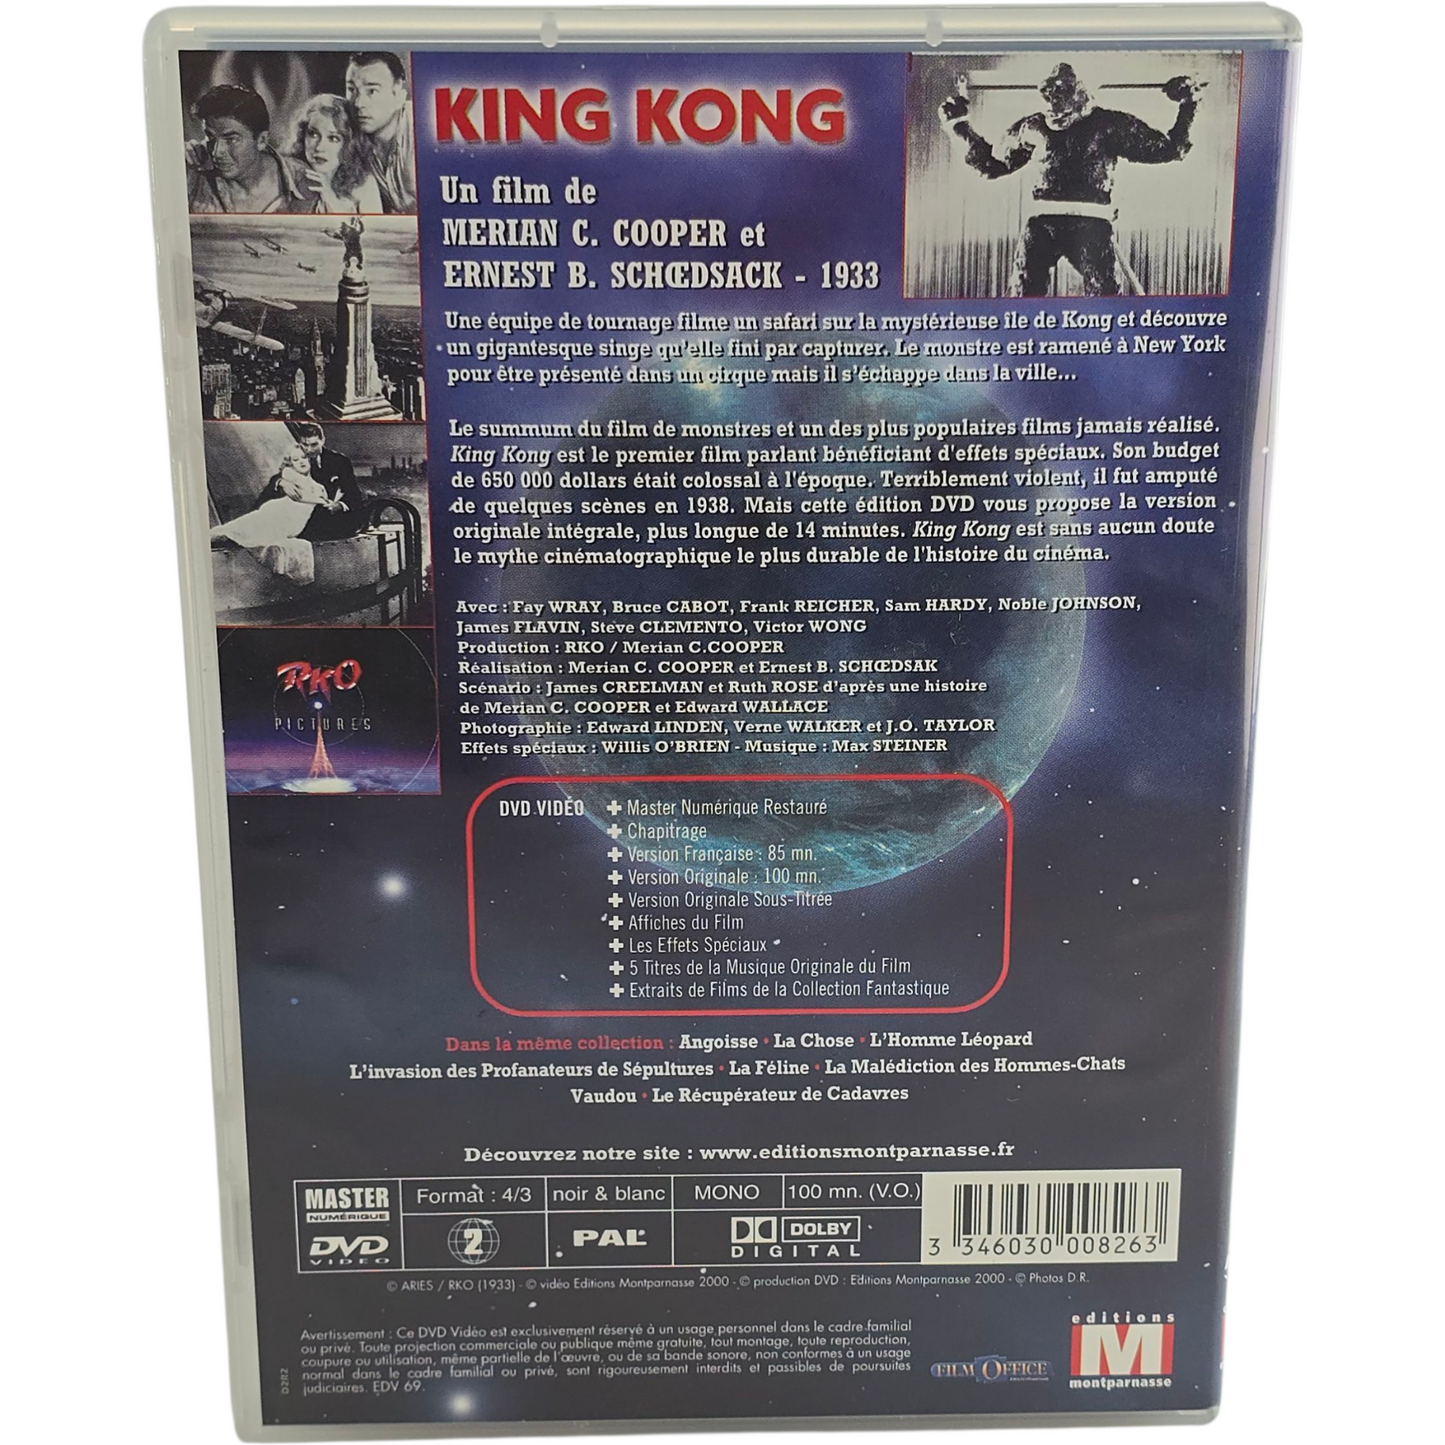 KING KONG
Un film de
MERIAN C. COOPER et
ERNEST B. SCHŒDSACK - 1933
Une équipe de tournage filme un safari sur la mystérieuse île de Kong et découvre
un gigantesque singe qu'elle fini par capturer. Le monstre est ramené à New York
pour être présenté dans un cirque mais il s'échappe dans la ville...
Le summum du film de monstres et un des plus populaires films jamais réalisé.
King Kong est le premier film parlant bénéficiant d'effets spéciaux. Son budget
de 650 000 dollars était colossal à l'époque. Terriblement violent, il fut amputé
de quelques scènes en 1938. Mais cette édition DVD vous propose la version
originale intégrale, plus longue de 14 minutes. King Kong est sans aucun doute
le mythe cinématographique le plus durable de l'histoire du cinéma.
Avec : Fay WRAY, Bruce CABOT, Frank REICHER, Sam HARDY, Noble JOHNSON,
James FLAVIN, Steve CLEMENTO, Victor WONG
Production : RKO / Merian C.COOPER
Réalisation : Merian C. COOPER et Ernest B. SCHŒDSAK
Scénario : James CREELMAN et Ruth ROSE d'après une histoire
de Merian C. COOPER et Edward WALLACE
Photographie : Edward LINDEN, Verne WALKER et J.O. TAYLOR
Effets spéciaux : Willis O'BRIEN - Musique : Max STEINER
RKO
PICTURES
DVD VIDÉO + Master Numérique Restauré
+ Chapitrage
+ Version Française : 85 mn.
+ Version Originale : 100 mn.
+ Version Originale Sous-Titrée
+ Affiches du Film
+ Les Effets Spéciaux
+ 5 Titres de la Musique Originale du Film
+ Extraits de Films de la Collection Fantastique
Dans la même collection : Angoisse • La Chose • L'Homme Léopard
L'invasion des Profanateurs de Sépultures • La Féline • La Malédiction des Hommes-Chats
Vaudou • Le Récupérateur de Cadavres
Découvrez notre site : www.editionsmontparnasse.fr
MASTER
NUMÉRIQUE
DVD
VIDEO
Format : 4/3 noir & blanc MONO 100 mn. (V.O.)
2 PAL DOLBY
DIGITAL
3 346030 008263
© ARIES / RKO (1933) - © vidéo Editions Montparnasse 2000 - © production DVD : Editions Montparnasse 2000 - © Photos D.R.
Avertissement : Ce DVD Vidéo est exclusivement réservé à un usage personnel dans le cadre familial
ou privé. Toute projection commerciale ou publique même gratuite, tout montage, toute reproduction,
coupure ou utilisation, même partielle de l'œuvre, ou de sa bande sonore, non conformes à un usage
normal dans le cadre familial ou privé, sont rigoureusement interdits et passibles de poursuites
judiciaires. EDV 69.
D2R2
FILM OFFICE
editions
M
montparnasse